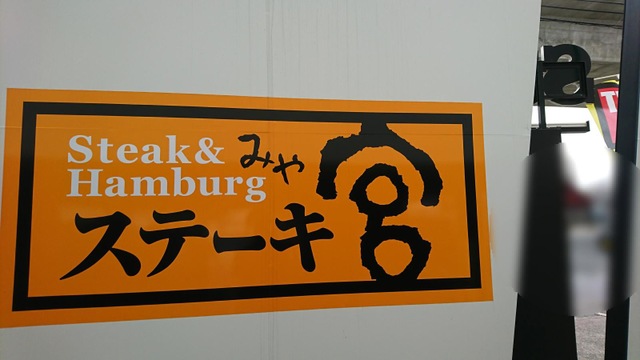 Steak&
Hamburg
ステーキ
みや
宮